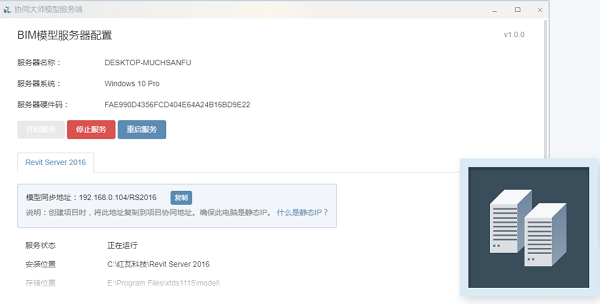 协同大师模型服务端
BIM模型服务器配置
v1.0.0
服务器名称： DESKTOP-MUCHSANFU
服务器系统： Windows 10 Pro
服务器硬件码： FAE990D4356FCD404E64A24B16BD9E22
开启服务 停止服务 重启服务
Revit Server 2016
模型同步地址：192.168.0.104/RS2016 复制
说明：创建项目时，将此地址复制到项目协同地址。确保此电脑是静态IP。 什么是静态IP？
服务状态 正在运行
安装位置 C:\红瓦科技\Revit Server 2016
存储位置 E:\Program Files\xtds1115\model\